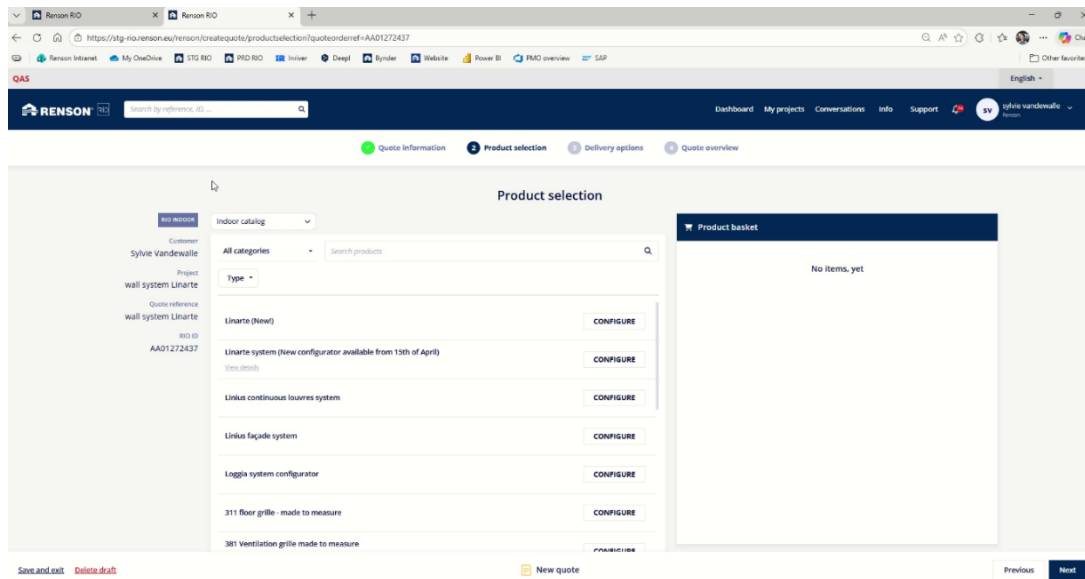 Renson RIO
Renson RIO
https://stg-rio.renson.eu/renson/createquote/productselection?quoteorderref=AA01272437
Renson Intranet My OneDrive STG RIO PRD RIO Inriver Deepl Bynder Website Power BI PMO overview SAP Other favorites
QAS English
RENSON RIO Search by reference, ID, ... Dashboard My projects Conversations Info Support SV sylvie vandewalle
Renson
Quote information 2 Product selection 3 Delivery options 4 Quote overview
Product selection
RIO INDOOR
Customer
Sylvie Vandewalle
Project
wall system Linarte
Quote reference
wall system Linarte
RIO ID
AA01272437
Indoor catalog
All categories Search products
Type
Linarte (New!) CONFIGURE
Linarte system (New configurator available from 15th of April) CONFIGURE
View details
Linius continuous louvres system CONFIGURE
Linius façade system CONFIGURE
Loggia system configurator CONFIGURE
311 floor grille - made to measure CONFIGURE
381 Ventilation grille made to measure CONFIGURE
Product basket
No items, yet
Save and exit Delete draft New quote Previous Next